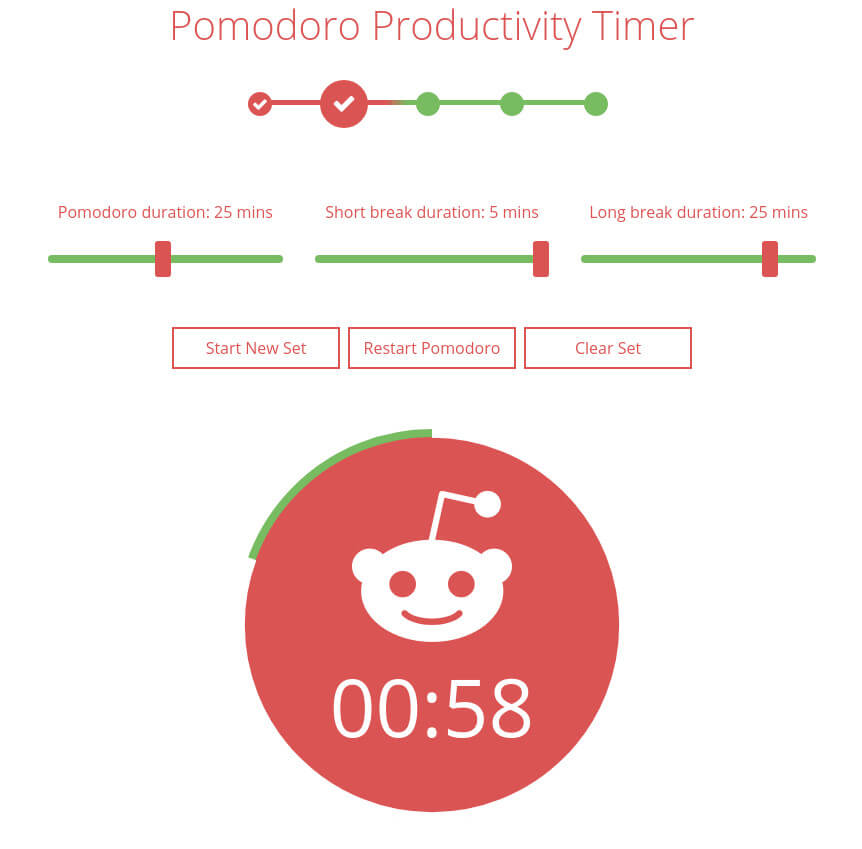 Pomodoro Productivity Timer
Pomodoro duration: 25 mins
Short break duration: 5 mins
Long break duration: 25 mins
Start New Set
Restart Pomodoro
Clear Set
00:58